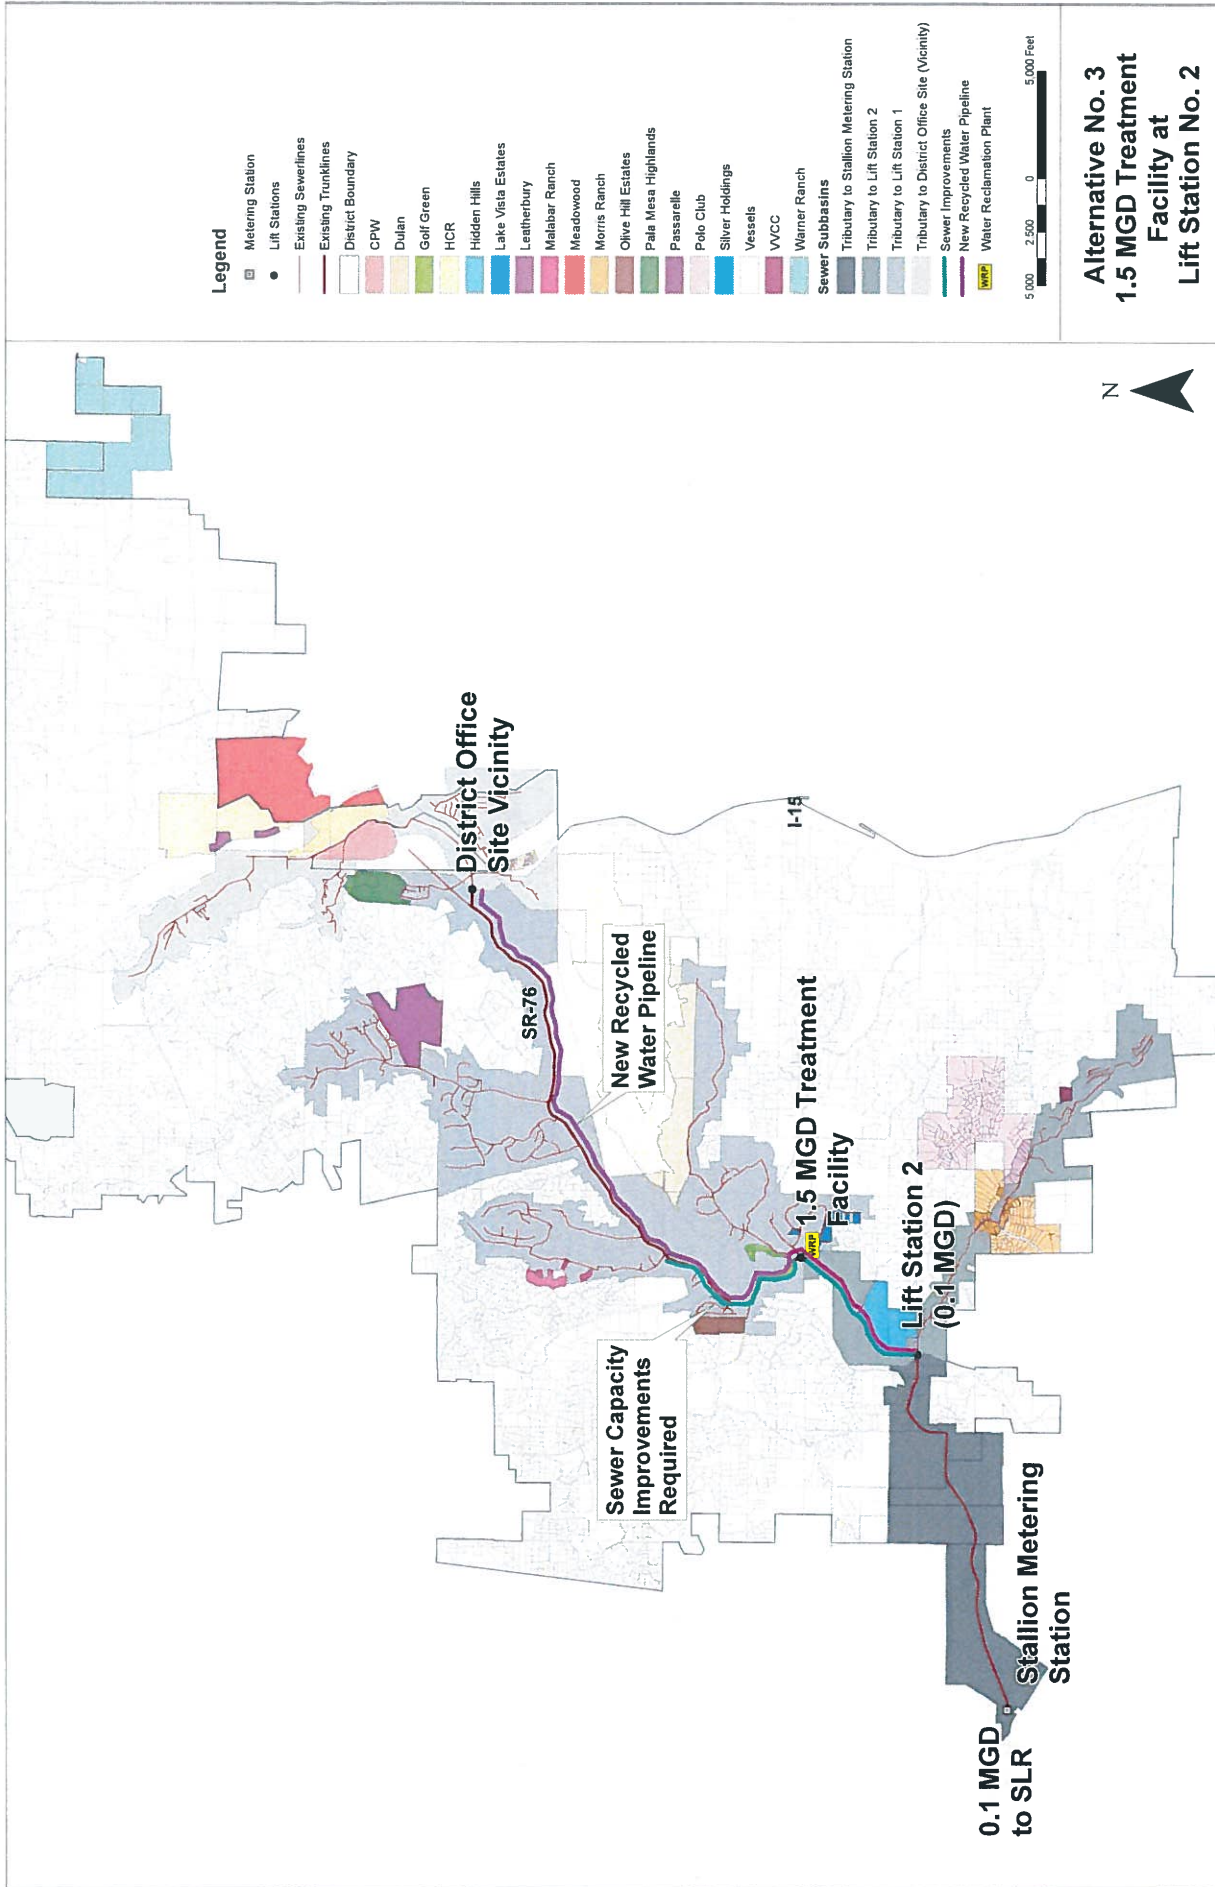 District Office
Site Vicinity
SR-76
I-15
New Recycled
Water Pipeline
Sewer Capacity
Improvements
Required
1.5 MGD Treatment
Facility
WRP
Lift Station 2
(0.1 MGD)
Stallion Metering
Station
0.1 MGD
to SLR
N
Legend
Metering Station
Lift Stations
Existing Sewerlines
Existing Trunklines
District Boundary
CPW
Dulan
Golf Green
HCR
Hidden Hills
Lake Vista Estates
Leatherbury
Malabar Ranch
Meadowood
Morris Ranch
Olive Hill Estates
Pala Mesa Highlands
Passarelle
Polo Club
Silver Holdings
Vessels
VVCC
Warner Ranch
Sewer Subbasins
Tributary to Stallion Metering Station
Tributary to Lift Station 2
Tributary to Lift Station 1
Tributary to District Office Site (Vicinity)
Sewer Improvements
New Recycled Water Pipeline
WRP Water Reclamation Plant
5 000 2.500 0 5.000 Feet
Alternative No. 3
1.5 MGD Treatment
Facility at
Lift Station No. 2